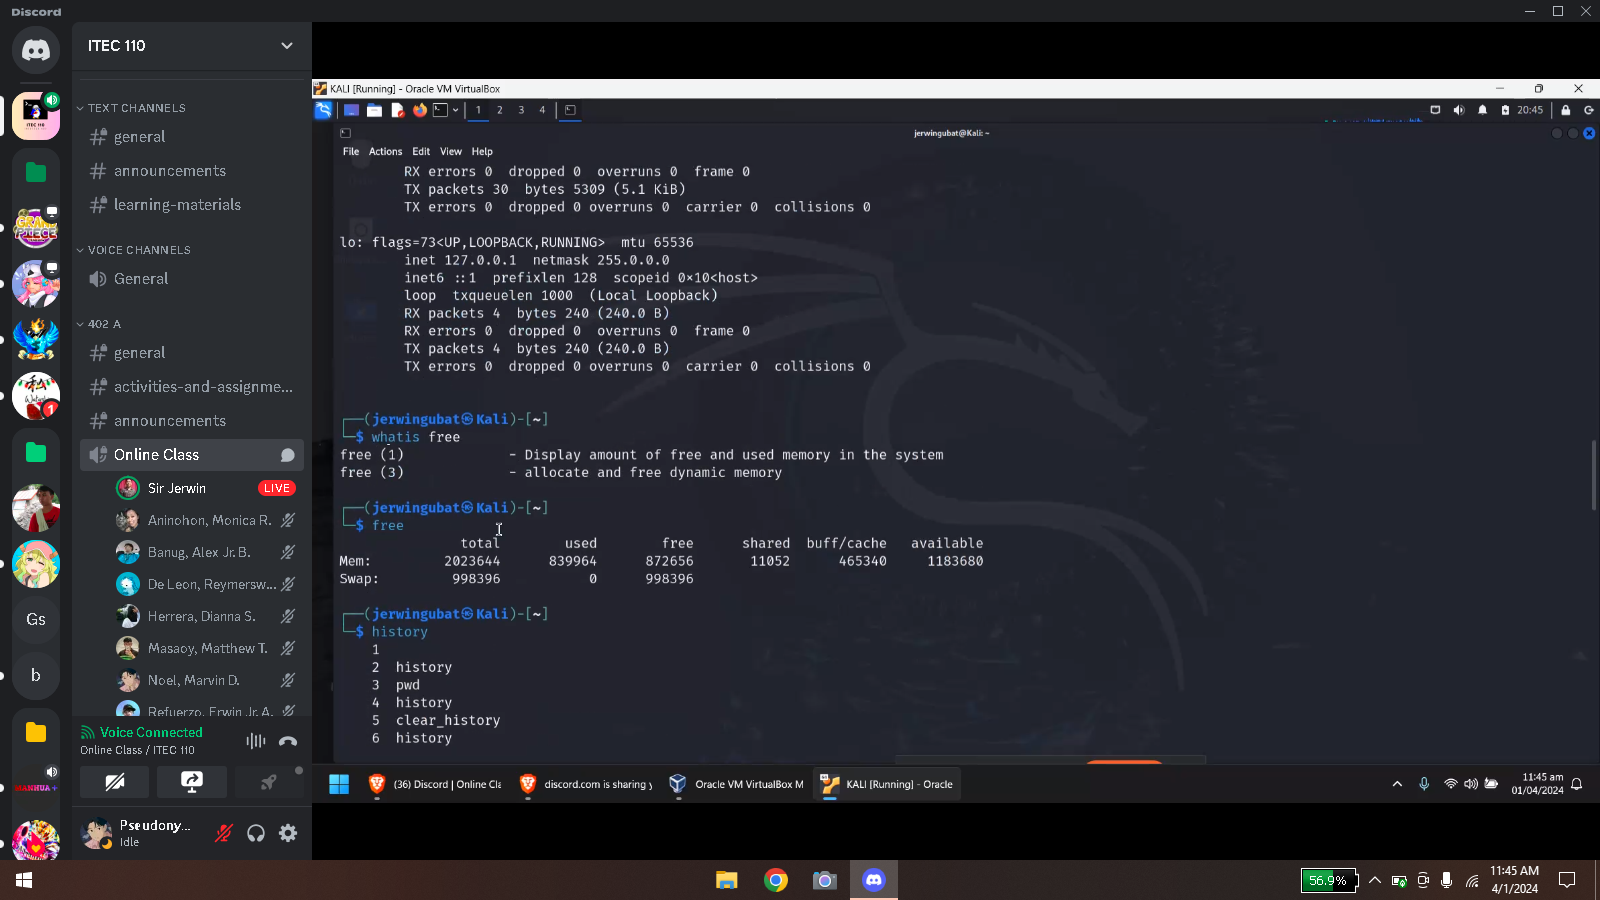 Discord
ITEC 110
TEXT CHANNELS
general
announcements
learning-materials
VOICE CHANNELS
General
402 A
general
activities-and-assignme...
announcements
Online Class
Sir Jerwin LIVE
Aninohon, Monica R.
Banug, Alex Jr. B.
De Leon, Reymersw...
Herrera, Dianna S.
Masaoy, Matthew T.
Noel, Marvin D.
Refuerzo, Erwin Jr. A.
Gs
b
1
MANHUA+
Voice Connected
Online Class / ITEC 110
Pseudony...
Idle
KALI [Running] - Oracle VM VirtualBox
1 2 3 4
20:45
jerwingubat@Kali: ~
File Actions Edit View Help
RX errors 0 dropped 0 overruns 0 frame 0
TX packets 30 bytes 5309 (5.1 KiB)
TX errors 0 dropped 0 overruns 0 carrier 0 collisions 0
lo: flags=73<UP,LOOPBACK,RUNNING> mtu 65536
inet 127.0.0.1 netmask 255.0.0.0
inet6 ::1 prefixlen 128 scopeid 0×10<host>
loop txqueuelen 1000 (Local Loopback)
RX packets 4 bytes 240 (240.0 B)
RX errors 0 dropped 0 overruns 0 frame 0
TX packets 4 bytes 240 (240.0 B)
TX errors 0 dropped 0 overruns 0 carrier 0 collisions 0
(jerwingubat㉿Kali)-[~]
$ whatis free
free (1) - Display amount of free and used memory in the system
free (3) - allocate and free dynamic memory
(jerwingubat㉿Kali)-[~]
$ free
total used free shared buff/cache available
Mem: 2023644 839964 872656 11052 465340 1183680
Swap: 998396 0 998396
(jerwingubat㉿Kali)-[~]
$ history
1
2 history
3 pwd
4 history
5 clear_history
6 history
(36) Discord | Online Cla
discord.com is sharing y
Oracle VM VirtualBox M
KALI [Running] - Oracle
11:45 am
01/04/2024
56.9%
11:45 AM
4/1/2024